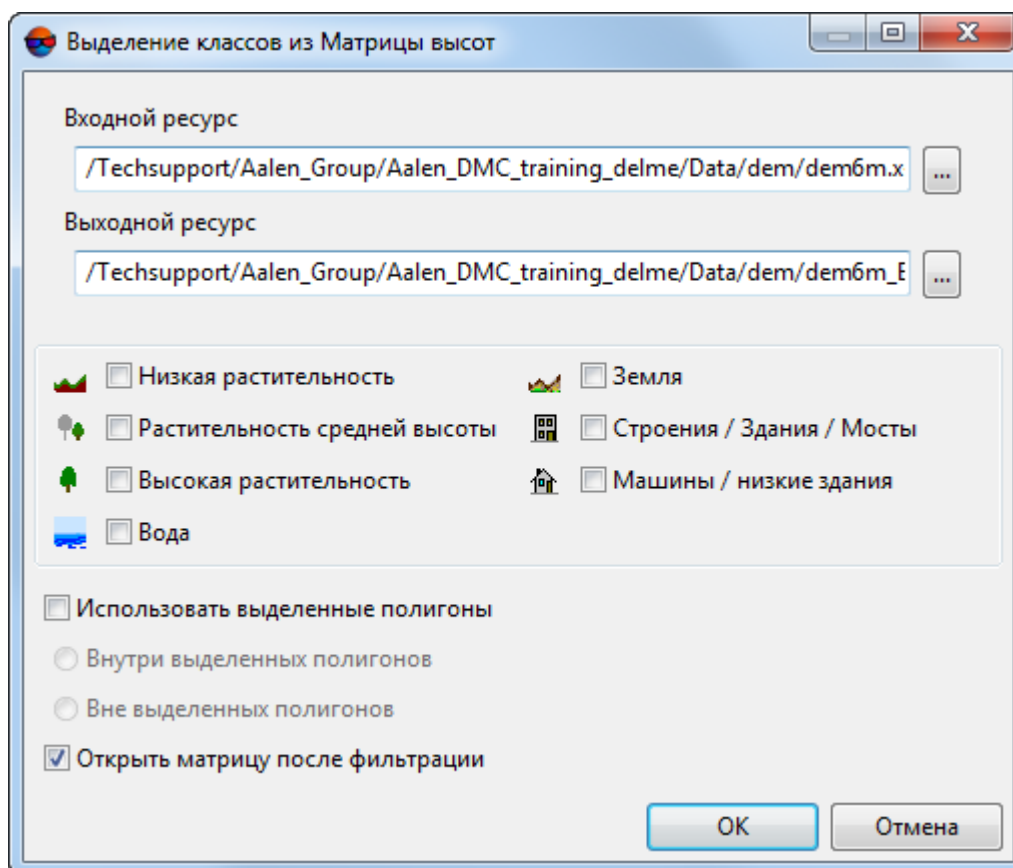 Выделение классов из Матрицы высот
Входной ресурс
/Techsupport/Aalen_Group/Aalen_DMC_training_delme/Data/dem/dem6m.x
...
Выходной ресурс
/Techsupport/Aalen_Group/Aalen_DMC_training_delme/Data/dem/dem6m_E
...
Низкая растительность
Земля
Растительность средней высоты
Строения / Здания / Мосты
Высокая растительность
Машины / низкие здания
Вода
Использовать выделенные полигоны
Внутри выделенных полигонов
Вне выделенных полигонов
Открыть матрицу после фильтрации
OK
Отмена